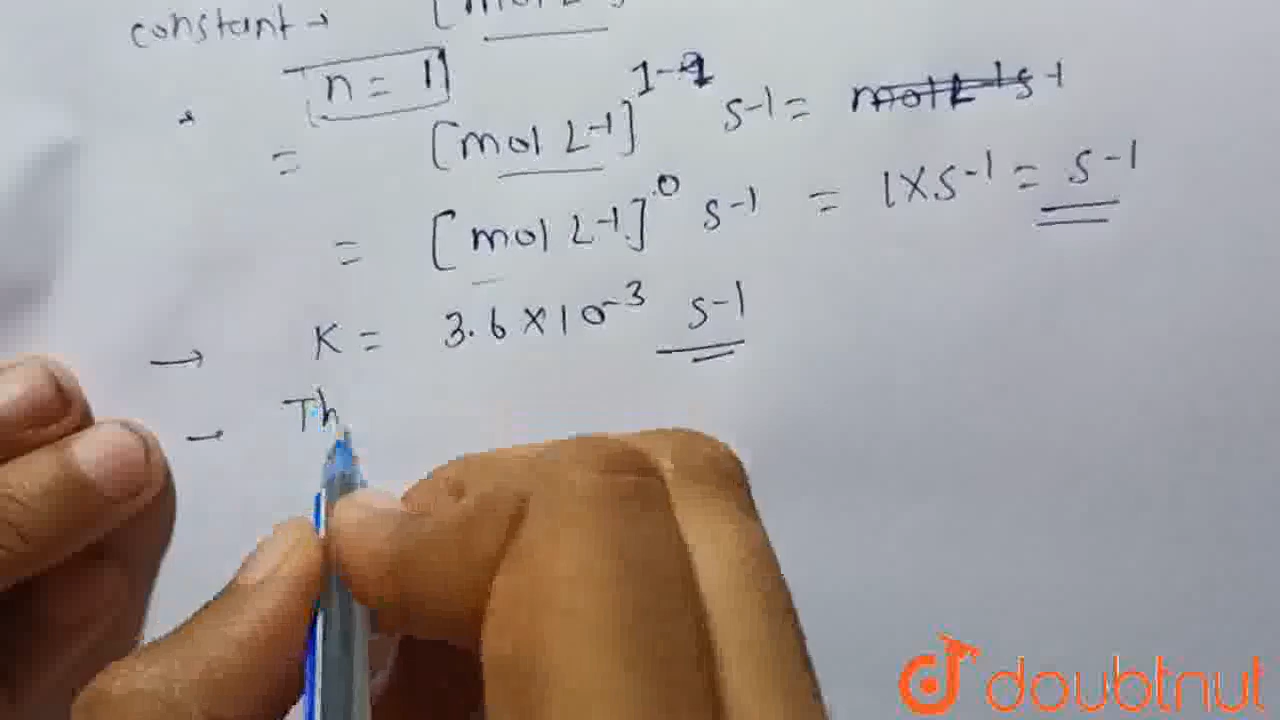 constant → [mol L
n = 1
= [mol L-1]^1-1 s-1 = mol L-1 s-1
= [mol L-1]^0 s-1 = 1 X s-1 = s-1
→ K = 3.6 X 10^-3 s-1
→ Th
doubtnut